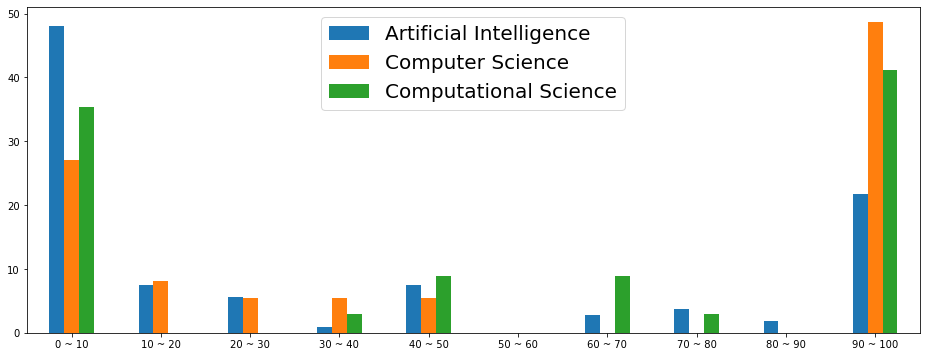 50
40
30
20
10
0
Artificial Intelligence
Computer Science
Computational Science
0 ~ 10 10 ~ 20 20 ~ 30 30 ~ 40 40 ~ 50 50 ~ 60 60 ~ 70 70 ~ 80 80 ~ 90 90 ~ 100